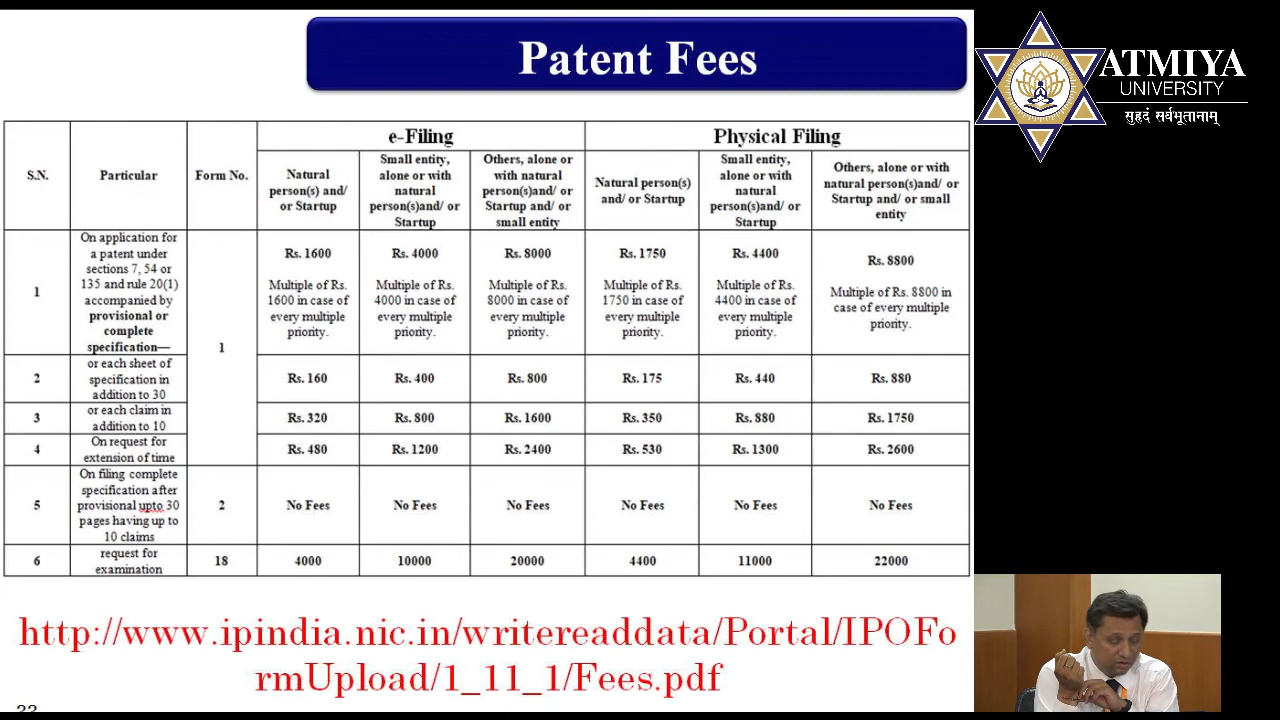 Patent Fees
ATMIYA
UNIVERSITY
सुहृदं सर्वभूतानाम्
S.N.
Particular
Form No.
e-Filing
Physical Filing
Natural
person(s) and/
or Startup
Small entity,
alone or with
natural
person(s)and/ or
Startup
Others, alone or
with natural
person(s)and/ or
Startup and/ or
small entity
Natural person(s)
and/ or Startup
Small entity,
alone or with
natural
person(s)and/ or
Startup
Others, alone or with
natural person(s)and/ or
Startup and/ or small
entity
1
On application for
a patent under
sections 7, 54 or
135 and rule 20(1)
accompanied by
provisional or
complete
specification—
1
Rs. 1600
Multiple of Rs.
1600 in case of
every multiple
priority.
Rs. 4000
Multiple of Rs.
4000 in case of
every multiple
priority.
Rs. 8000
Multiple of Rs.
8000 in case of
every multiple
priority.
Rs. 1750
Multiple of Rs.
1750 in case of
every multiple
priority.
Rs. 4400
Multiple of Rs.
4400 in case of
every multiple
priority.
Rs. 8800
Multiple of Rs. 8800 in
case of every multiple
priority.
2
or each sheet of
specification in
addition to 30
Rs. 160
Rs. 400
Rs. 800
Rs. 175
Rs. 440
Rs. 880
3
or each claim in
addition to 10
Rs. 320
Rs. 800
Rs. 1600
Rs. 350
Rs. 880
Rs. 1750
4
On request for
extension of time
Rs. 480
Rs. 1200
Rs. 2400
Rs. 530
Rs. 1300
Rs. 2600
5
On filing complete
specification after
provisional upto 30
pages having up to
10 claims
2
No Fees
No Fees
No Fees
No Fees
No Fees
No Fees
6
request for
examination
18
4000
10000
20000
4400
11000
22000
http://www.ipindia.nic.in/writereaddata/Portal/IPOFo
rmUpload/1_11_1/Fees.pdf